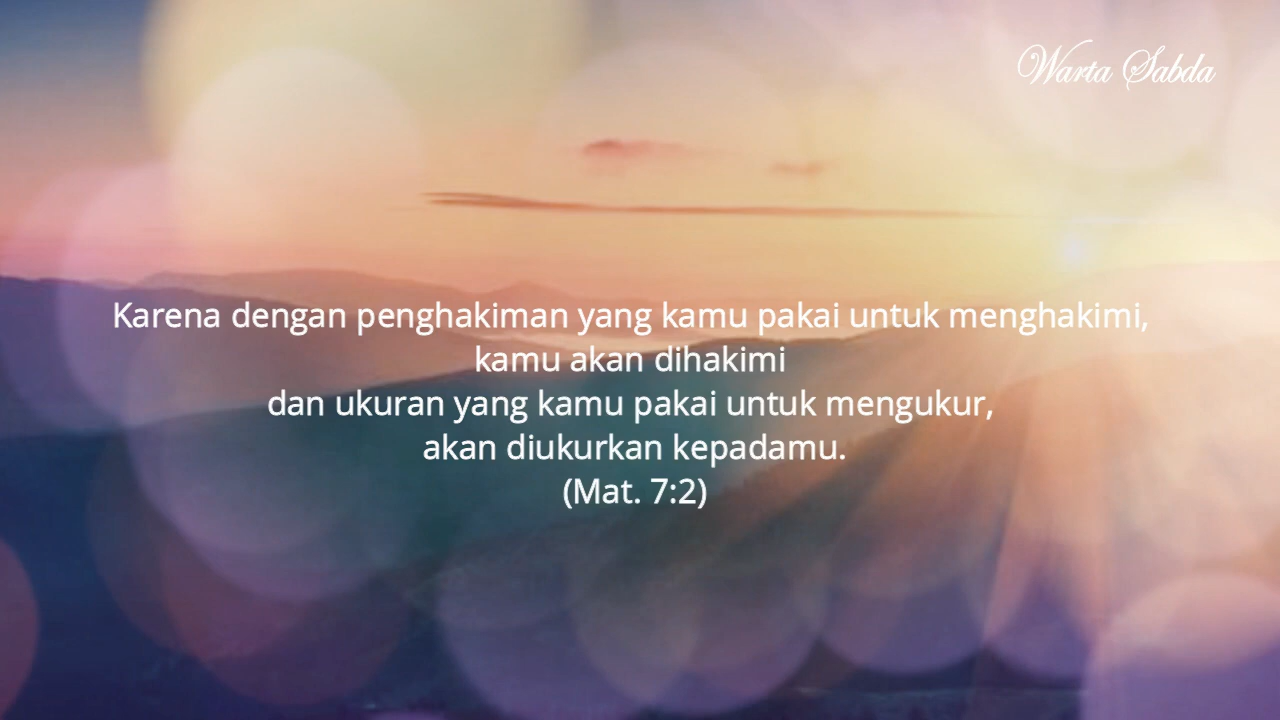 Warta Sabda
Karena dengan penghakiman yang kamu pakai untuk menghakimi,
kamu akan dihakimi
dan ukuran yang kamu pakai untuk mengukur,
akan diukurkan kepadamu.
(Mat. 7:2)